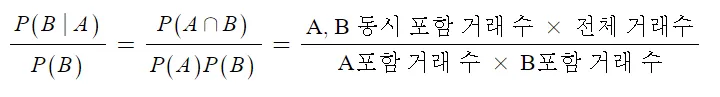 P(B | A) / P(B) = P(A ∩ B) / P(A)P(B) = A, B 동시 포함 거래 수 × 전체 거래수 / A포함 거래 수 × B포함 거래 수